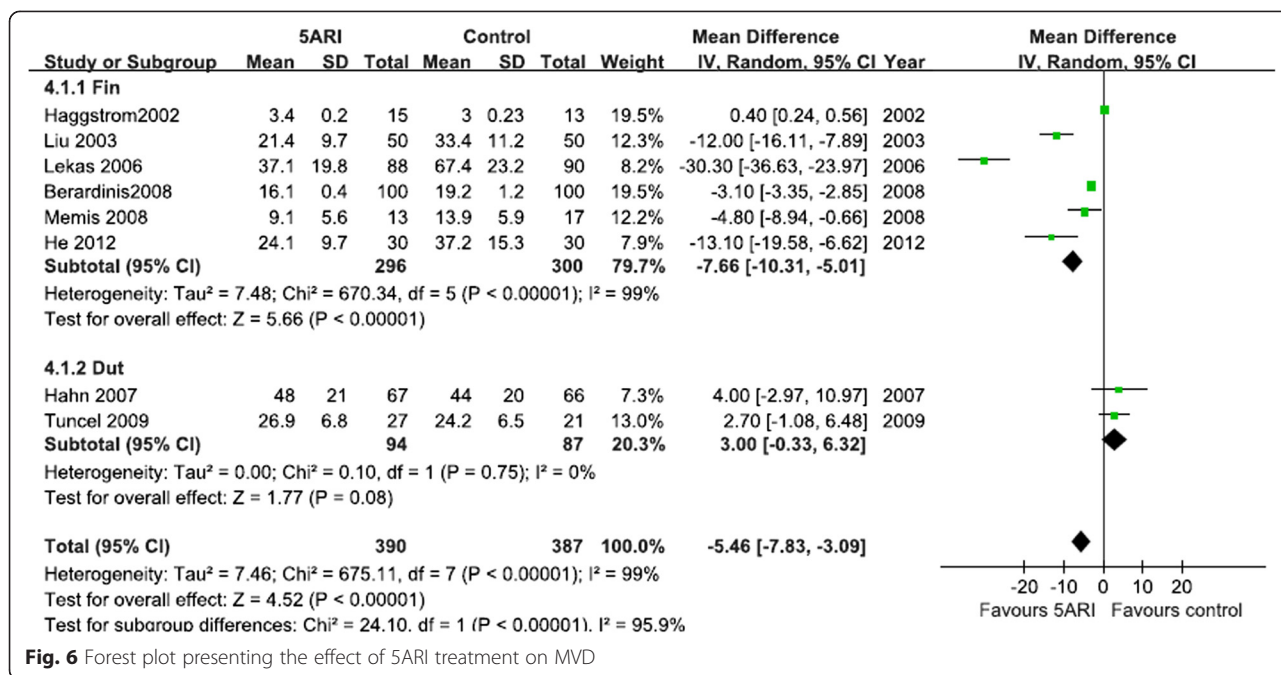 5ARI Control Mean Difference Mean Difference
Study or Subgroup Mean SD Total Mean SD Total Weight IV, Random, 95% CI Year IV, Random, 95% CI
4.1.1 Fin
Haggstrom2002 3.4 0.2 15 3 0.23 13 19.5% 0.40 [0.24, 0.56] 2002
Liu 2003 21.4 9.7 50 33.4 11.2 50 12.3% -12.00 [-16.11, -7.89] 2003
Lekas 2006 37.1 19.8 88 67.4 23.2 90 8.2% -30.30 [-36.63, -23.97] 2006
Berardinis2008 16.1 0.4 100 19.2 1.2 100 19.5% -3.10 [-3.35, -2.85] 2008
Memis 2008 9.1 5.6 13 13.9 5.9 17 12.2% -4.80 [-8.94, -0.66] 2008
He 2012 24.1 9.7 30 37.2 15.3 30 7.9% -13.10 [-19.58, -6.62] 2012
Subtotal (95% CI) 296 300 79.7% -7.66 [-10.31, -5.01]
Heterogeneity: Tau² = 7.48; Chi² = 670.34, df = 5 (P < 0.00001); I² = 99%
Test for overall effect: Z = 5.66 (P < 0.00001)
4.1.2 Dut
Hahn 2007 48 21 67 44 20 66 7.3% 4.00 [-2.97, 10.97] 2007
Tuncel 2009 26.9 6.8 27 24.2 6.5 21 13.0% 2.70 [-1.08, 6.48] 2009
Subtotal (95% CI) 94 87 20.3% 3.00 [-0.33, 6.32]
Heterogeneity: Tau² = 0.00; Chi² = 0.10, df = 1 (P = 0.75); I² = 0%
Test for overall effect: Z = 1.77 (P = 0.08)
Total (95% CI) 390 387 100.0% -5.46 [-7.83, -3.09]
Heterogeneity: Tau² = 7.46; Chi² = 675.11, df = 7 (P < 0.00001); I² = 99%
Test for overall effect: Z = 4.52 (P < 0.00001)
Test for subgroup differences: Chi² = 24.10, df = 1 (P < 0.00001), I² = 95.9%
-20 -10 0 10 20
Favours 5ARI Favours control
Fig. 6 Forest plot presenting the effect of 5ARI treatment on MVD